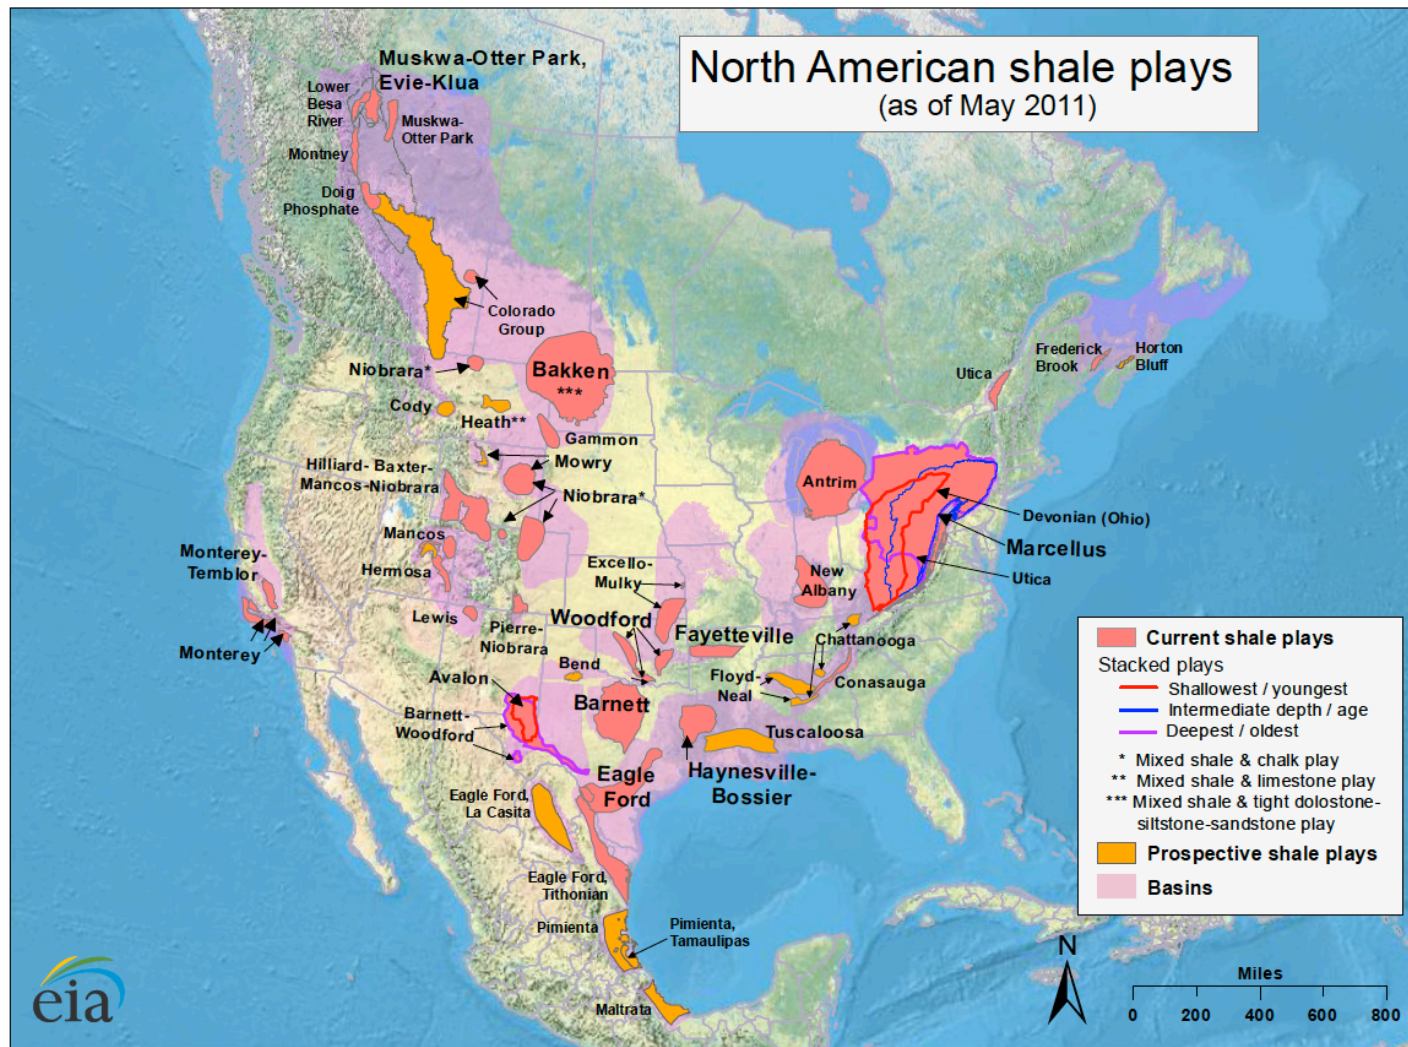 North American shale plays
(as of May 2011)
Muskwa-Otter Park,
Evie-Klua
Lower
Besa
River
Muskwa-
Otter Park
Montney
Doig
Phosphate
Colorado
Group
Niobrara*
Bakken
***
Cody
Heath**
Gammon
Mowry
Hilliard- Baxter-
Mancos-Niobrara
Niobrara*
Mancos
Hermosa
Monterey-
Temblor
Monterey
Lewis
Pierre-
Niobrara
Excello-
Mulky
Woodford
Fayetteville
Bend
Avalon
Barnett
Barnett-
Woodford
Eagle
Ford
Haynesville-
Bossier
Tuscaloosa
Floyd-
Neal
Chattanooga
Conasauga
New
Albany
Antrim
Devonian (Ohio)
Marcellus
Utica
Utica
Frederick
Brook
Horton
Bluff
Eagle Ford,
La Casita
Eagle Ford,
Tithonian
Pimienta
Pimienta,
Tamaulipas
Maltrata
Current shale plays
Stacked plays
Shallowest / youngest
Intermediate depth / age
Deepest / oldest
* Mixed shale & chalk play
** Mixed shale & limestone play
*** Mixed shale & tight dolostone-
siltstone-sandstone play
Prospective shale plays
Basins
N
Miles
0 200 400 600 800
eia